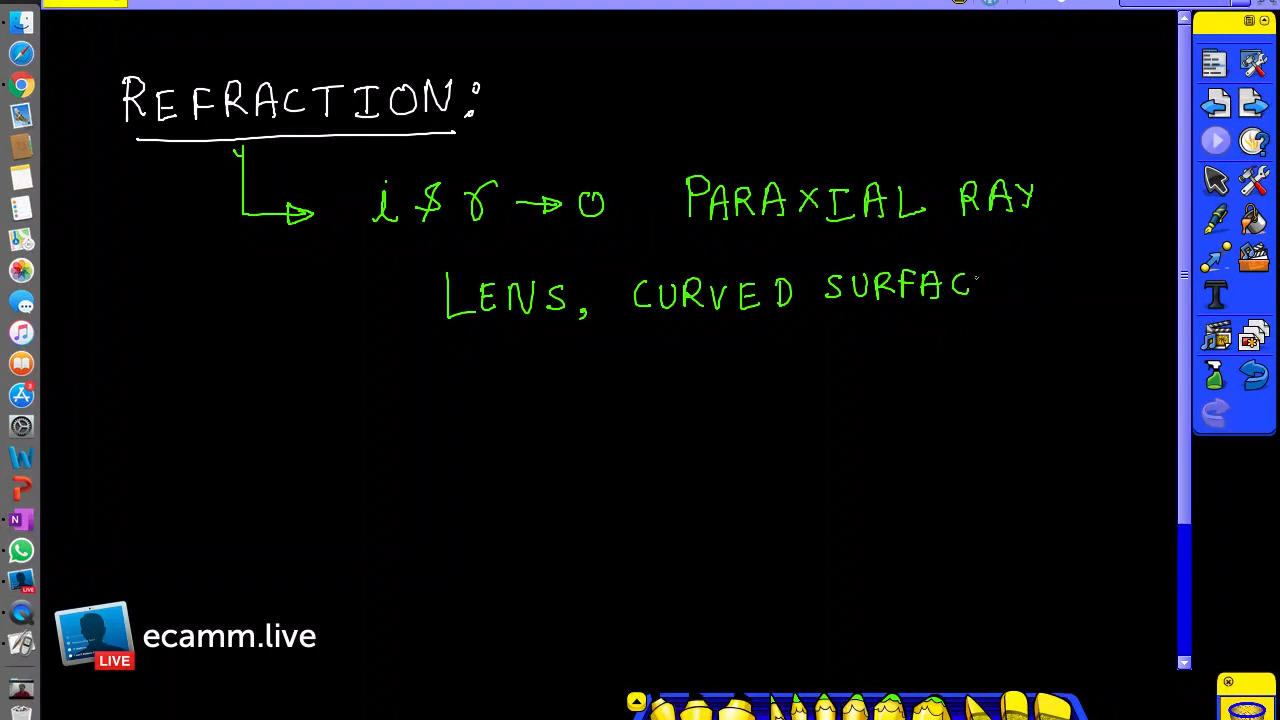 REFRACTION:
i & r → 0 PARAXIAL RAY
LENS, CURVED SURFAC
ecamm.live
LIVE